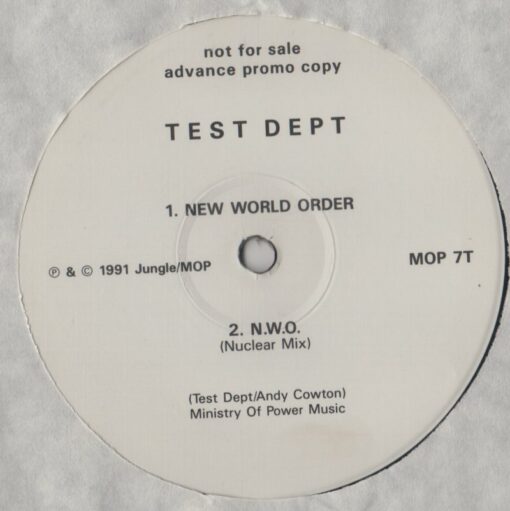 not for sale
advance promo copy
TEST DEPT
1. NEW WORLD ORDER
℗ & © 1991 Jungle/MOP
MOP 7T
2. N.W.O.
(Nuclear Mix)
(Test Dept/Andy Cowton)
Ministry Of Power Music